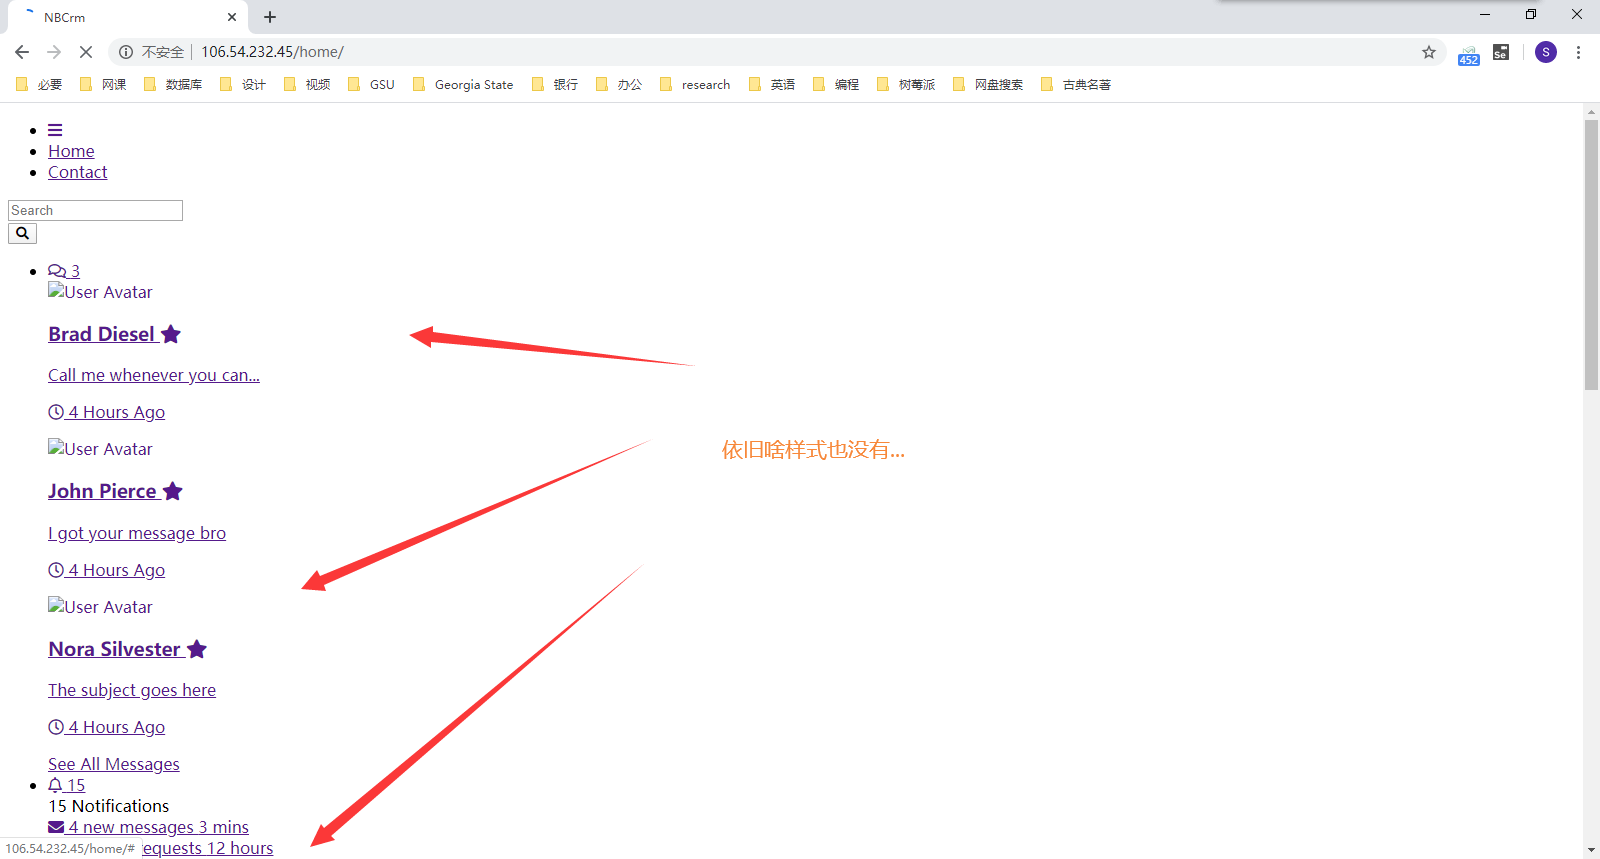 NBCrm
不安全 106.54.232.45/home/
452
Se
S
必要 网课 数据库 设计 视频 GSU Georgia State 银行 办公 research 英语 编程 树莓派 网盘搜索 古典名著
Home
Contact
Search
3
User Avatar
Brad Diesel
Call me whenever you can...
4 Hours Ago
User Avatar
John Pierce
I got your message bro
4 Hours Ago
User Avatar
Nora Silvester
The subject goes here
4 Hours Ago
See All Messages
15
15 Notifications
4 new messages 3 mins
equests 12 hours
106.54.232.45/home/#
依旧啥样式也没有...